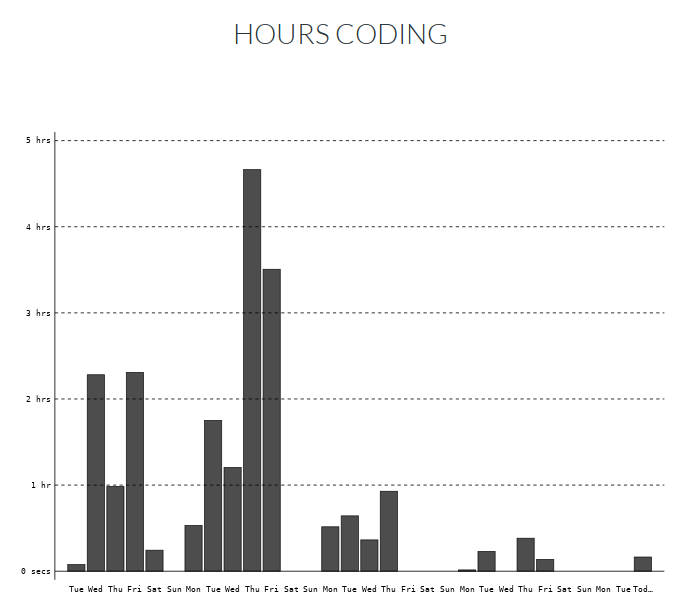 HOURS CODING
5 hrs
4 hrs
3 hrs
2 hrs
1 hr
0 secs
Tue Wed Thu Fri Sat Sun Mon Tue Wed Thu Fri Sat Sun Mon Tue Wed Thu Fri Sat Sun Mon Tue Wed Thu Fri Sat Sun Mon Tue Tod…